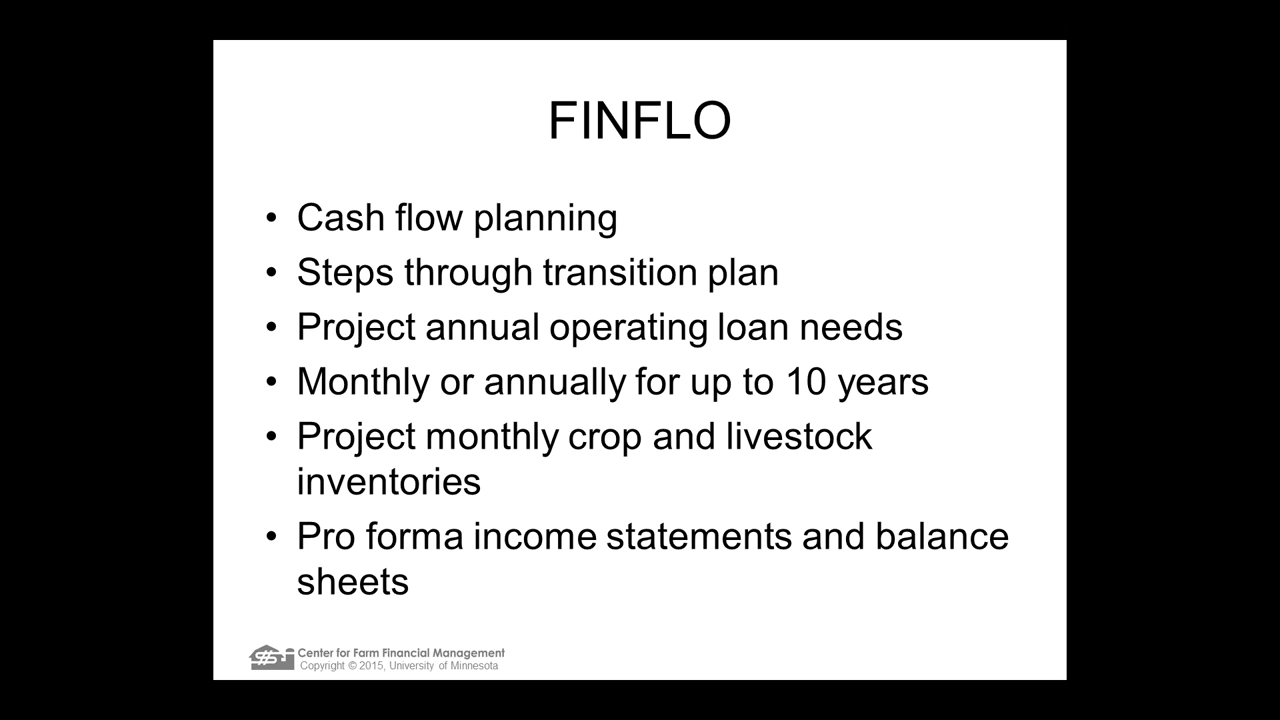 FINFLO
• Cash flow planning
• Steps through transition plan
• Project annual operating loan needs
• Monthly or annually for up to 10 years
• Project monthly crop and livestock
inventories
• Pro forma income statements and balance
sheets
Center for Farm Financial Management
Copyright © 2015, University of Minnesota